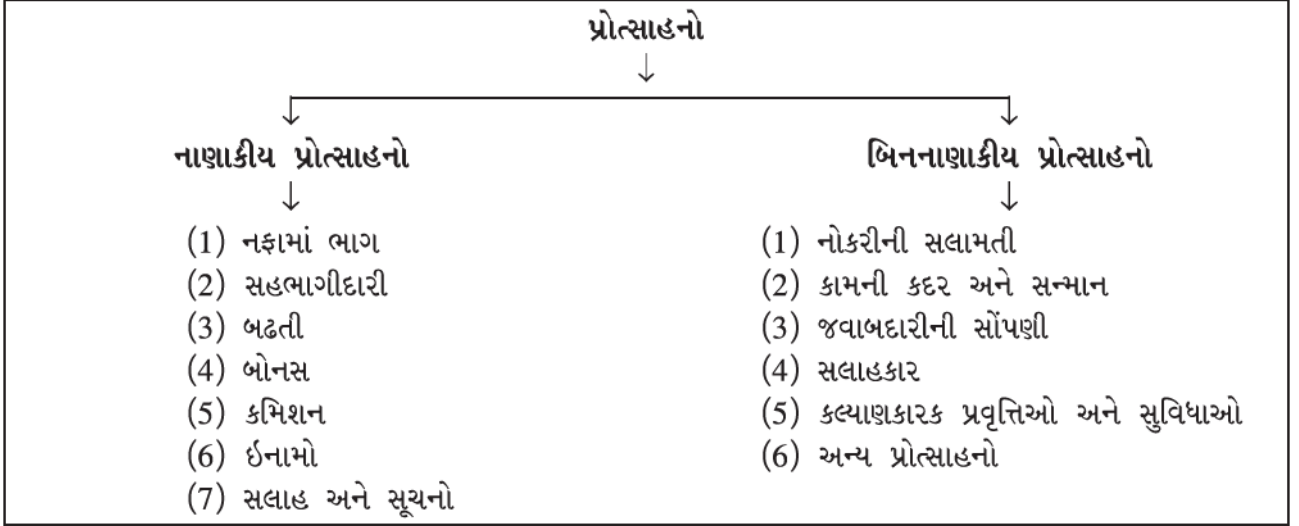 પ્રોત્સાહનો
નાણાકીય પ્રોત્સાહનો
(1) નફામાં ભાગ
(2) સહભાગીદારી
(3) બઢતી
(4) બોનસ
(5) કમિશન
(6) ઇનામો
(7) સલાહ અને સૂચનો
બિનનાણાકીય પ્રોત્સાહનો
(1) નોકરીની સલામતી
(2) કામની કદર અને સન્માન
(3) જવાબદારીની સોંપણી
(4) સલાહકાર
(5) કલ્યાણકારક પ્રવૃત્તિઓ અને સુવિધાઓ
(6) અન્ય પ્રોત્સાહનો